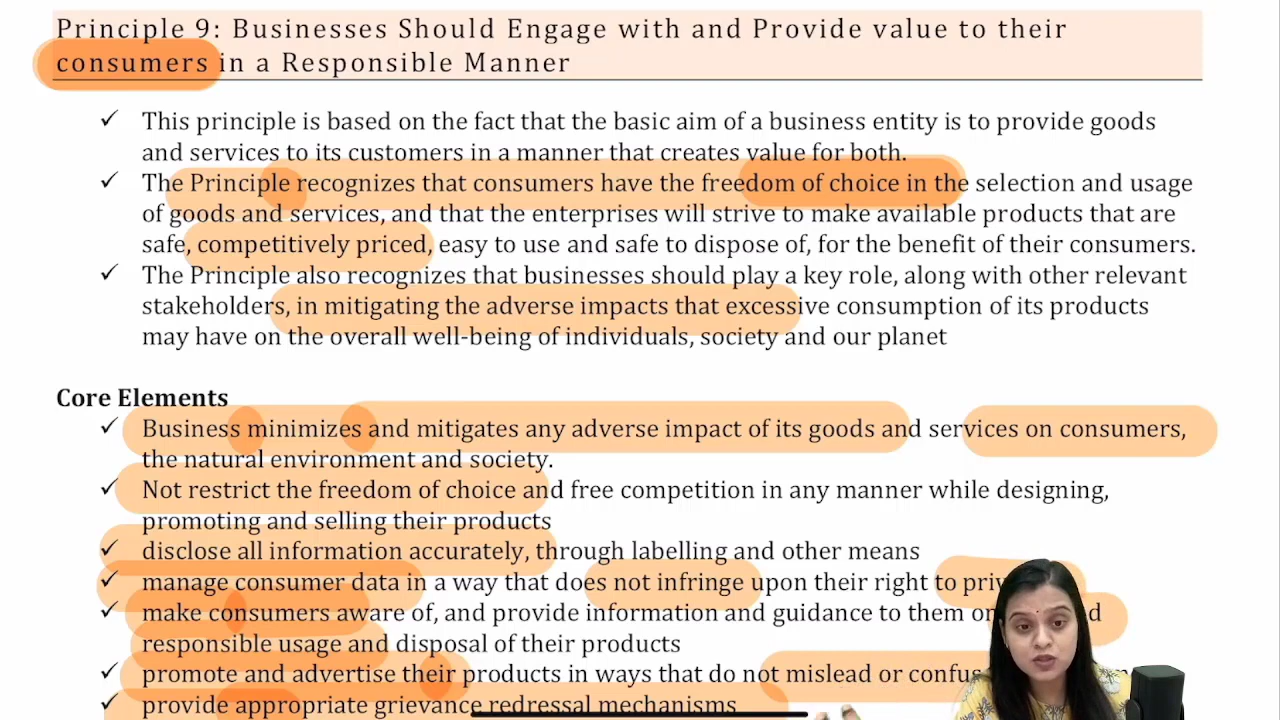 Principle 9: Businesses Should Engage with and Provide value to their
consumers in a Responsible Manner
✓ This principle is based on the fact that the basic aim of a business entity is to provide goods
and services to its customers in a manner that creates value for both.
✓ The Principle recognizes that consumers have the freedom of choice in the selection and usage
of goods and services, and that the enterprises will strive to make available products that are
safe, competitively priced, easy to use and safe to dispose of, for the benefit of their consumers.
✓ The Principle also recognizes that businesses should play a key role, along with other relevant
stakeholders, in mitigating the adverse impacts that excessive consumption of its products
may have on the overall well-being of individuals, society and our planet
Core Elements
✓ Business minimizes and mitigates any adverse impact of its goods and services on consumers,
the natural environment and society.
✓ Not restrict the freedom of choice and free competition in any manner while designing,
promoting and selling their products
✓ disclose all information accurately, through labelling and other means
✓ manage consumer data in a way that does not infringe upon their right to
✓ make consumers aware of, and provide information and guidance to them on
responsible usage and disposal of their products
✓ promote and advertise their products in ways that do not mislead or
✓ provide appropriate grievance redressal mechanisms